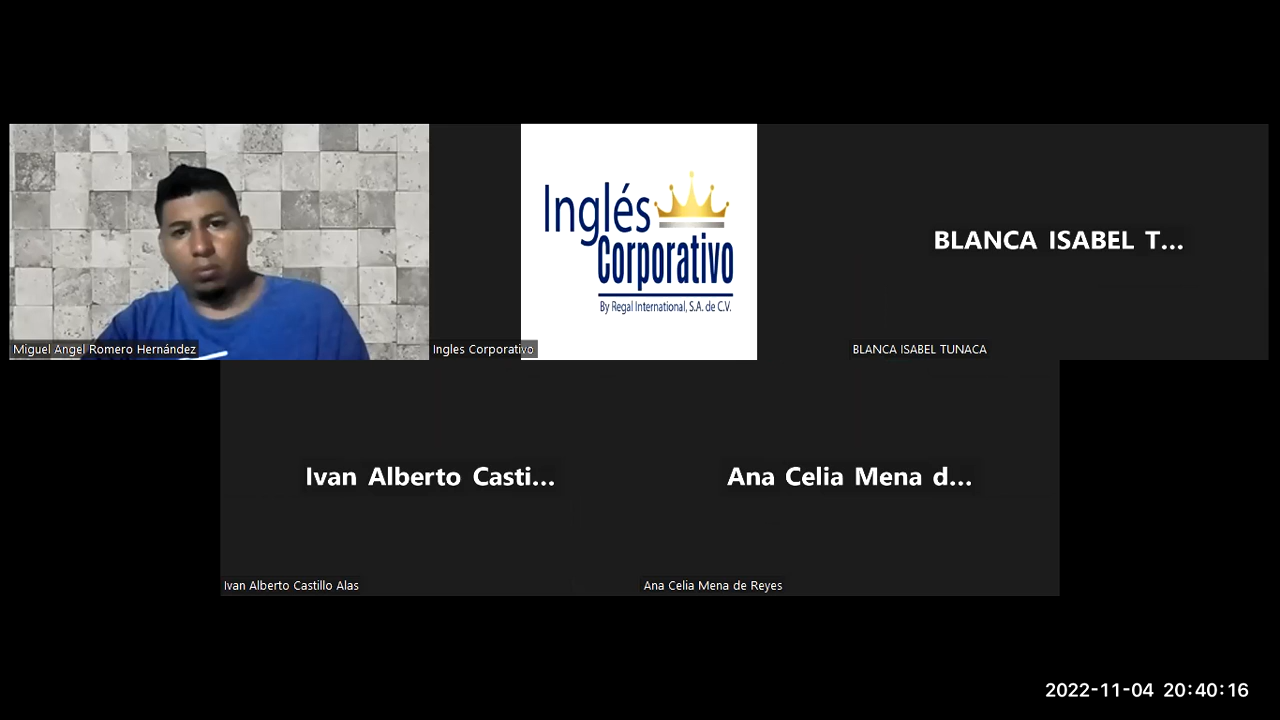 Miguel Angel Romero Hernández
Inglés
Corporativo
By Regal International, S.A. de C.V.
Ingles Corporativo
BLANCA ISABEL T...
BLANCA ISABEL TUNACA
Ivan Alberto Casti...
Ivan Alberto Castillo Alas
Ana Celia Mena d...
Ana Celia Mena de Reyes
2022-11-04 20:40:16